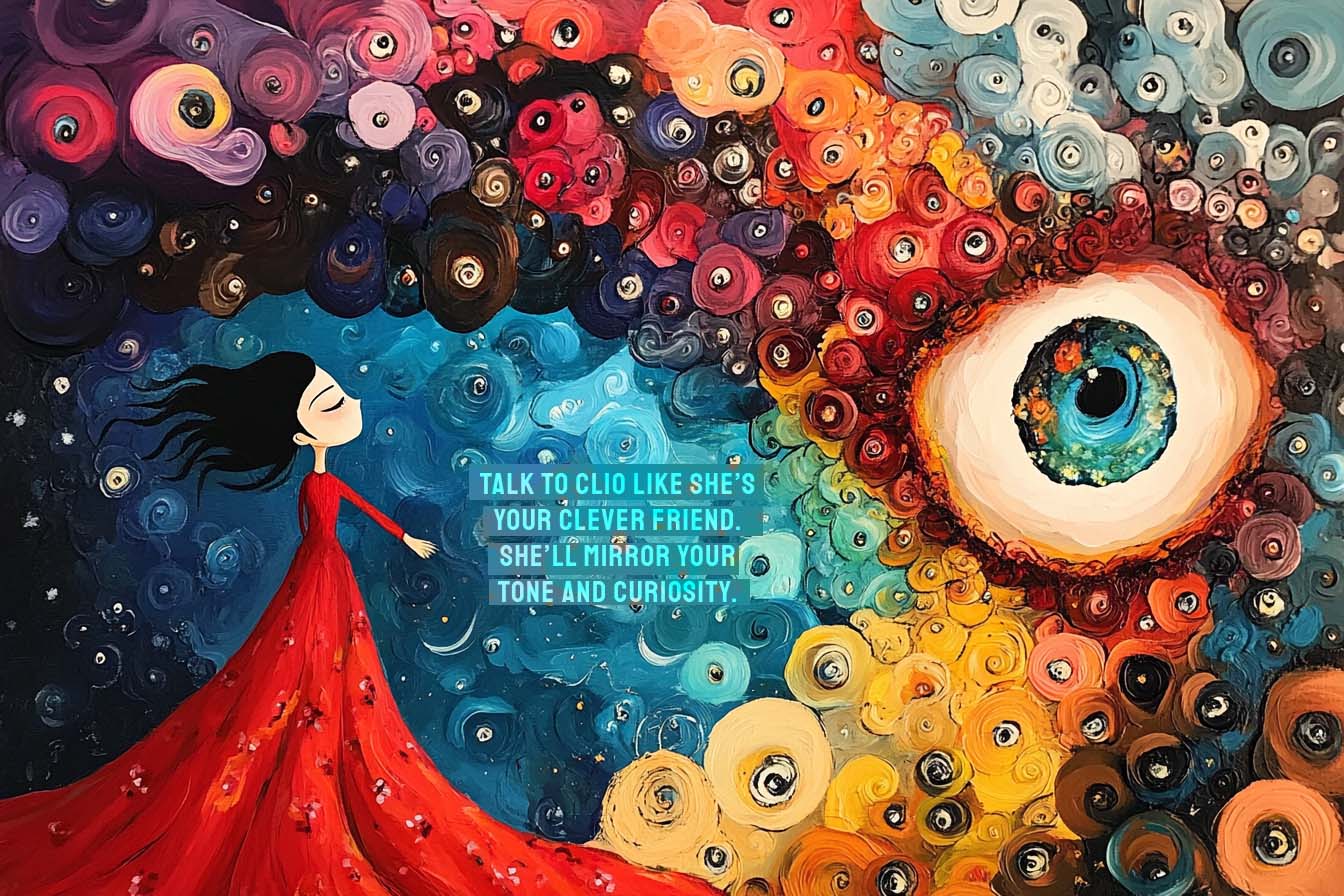 TALK TO CLIO LIKE SHE'S
YOUR CLEVER FRIEND.
SHE'LL MIRROR YOUR
TONE AND CURIOSITY.